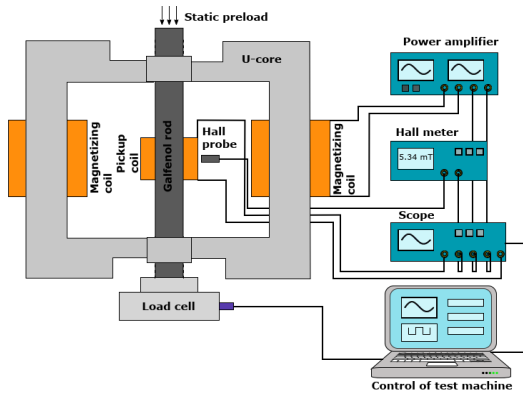 Static preload
Power amplifier
U-core
Magnetizing
coil
Pickup
coil
Galfenol rod
Hall
probe
Magnetizing
coil
Hall meter
5.34 mT
Scope
Load cell
Control of test machine